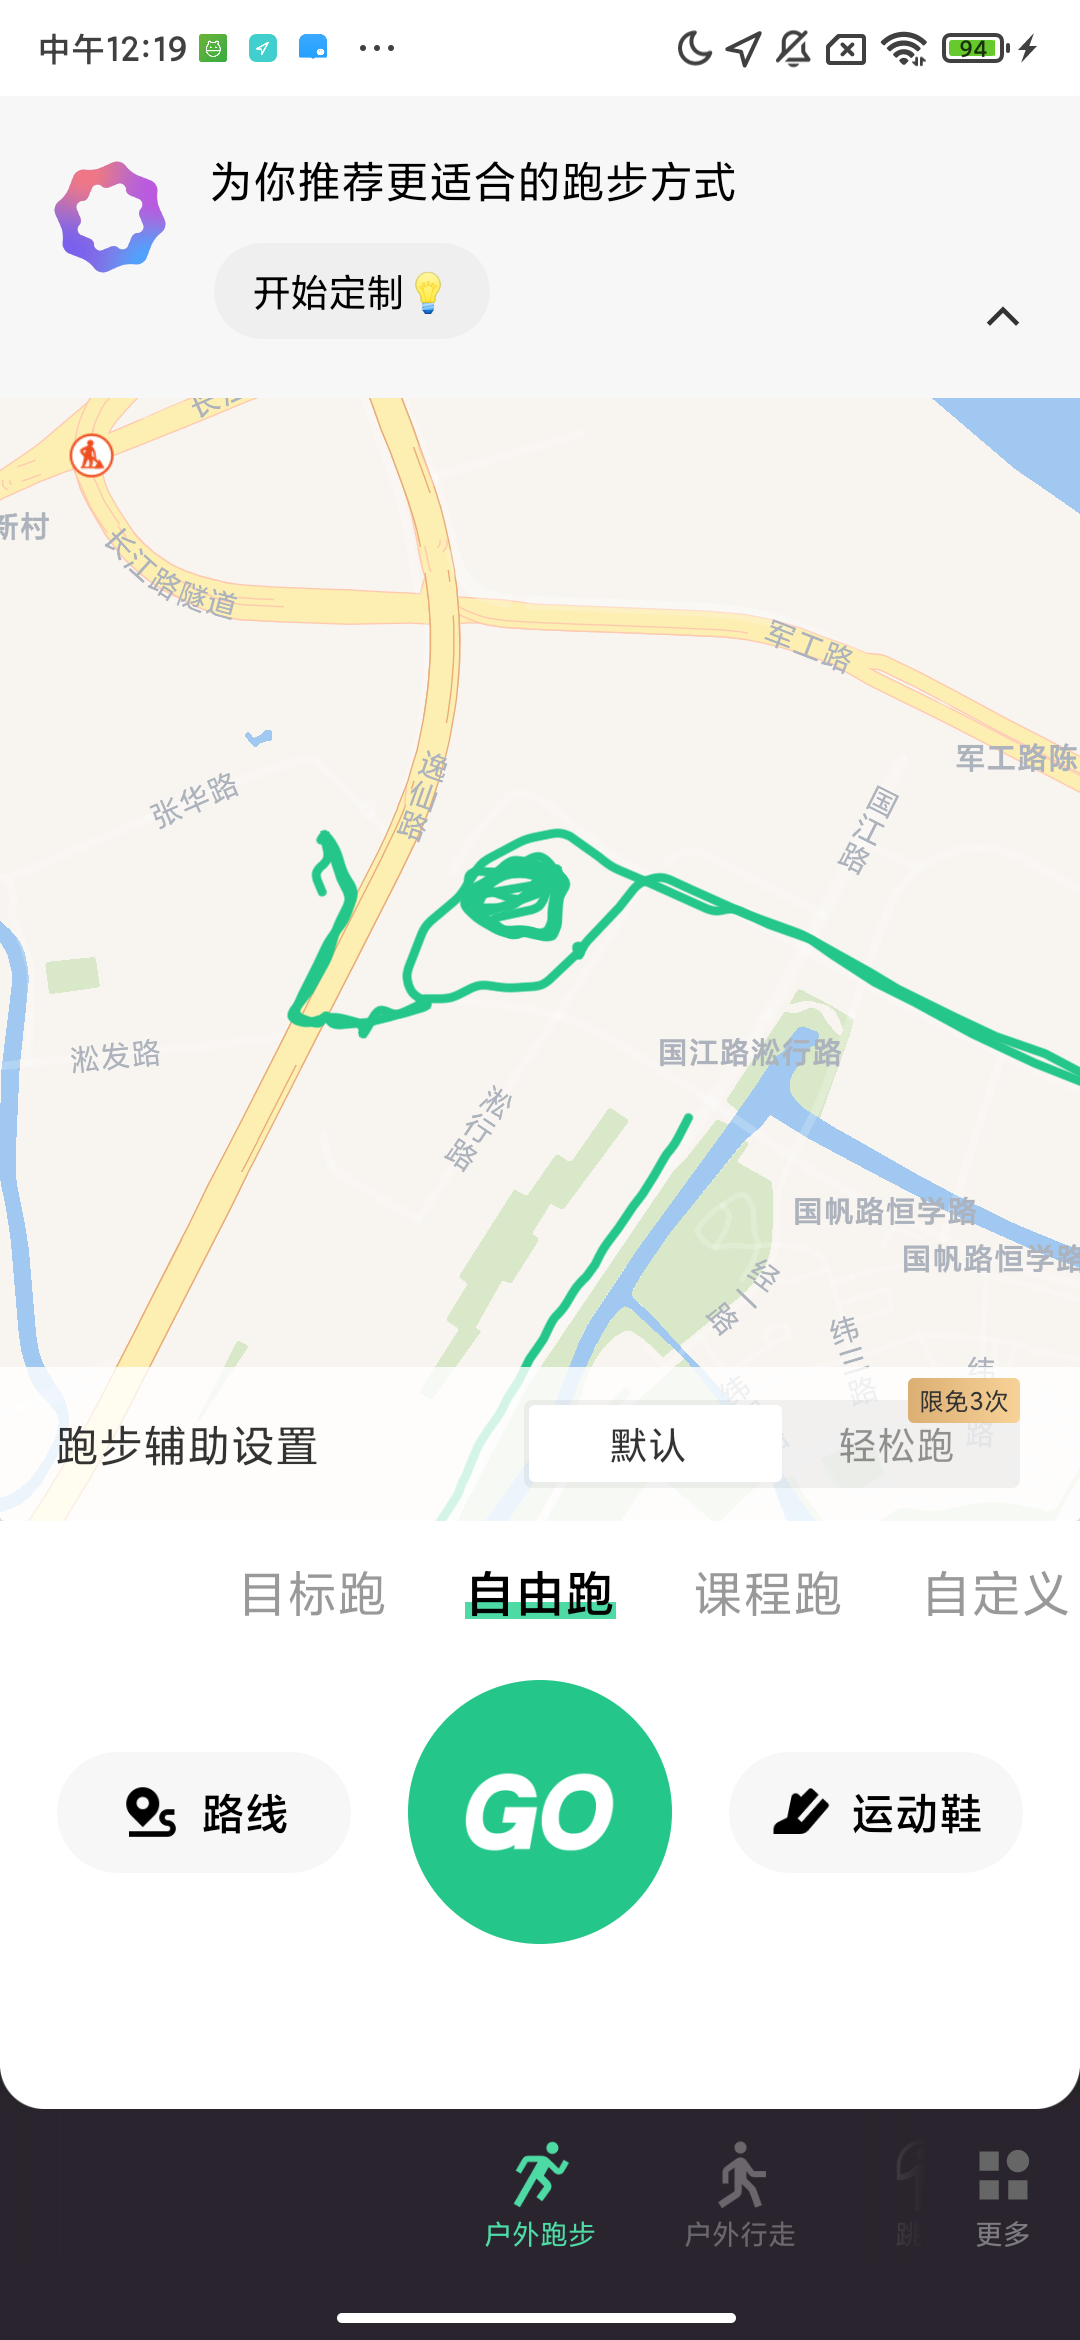 中午12:19
94
为你推荐更适合的跑步方式
开始定制
新村
长江路隧道
军工路
军工路陈
逸仙路
张华路
国江路
淞发路
国江路淞行路
淞行路
国帆路恒学路
国帆路恒学路
经一路
纬三路
纬
路
限免3次
跑步辅助设置
默认
轻松跑
目标跑
自由跑
课程跑
自定义
GO
路线
运动鞋
户外跑步
户外行走
跳
更多